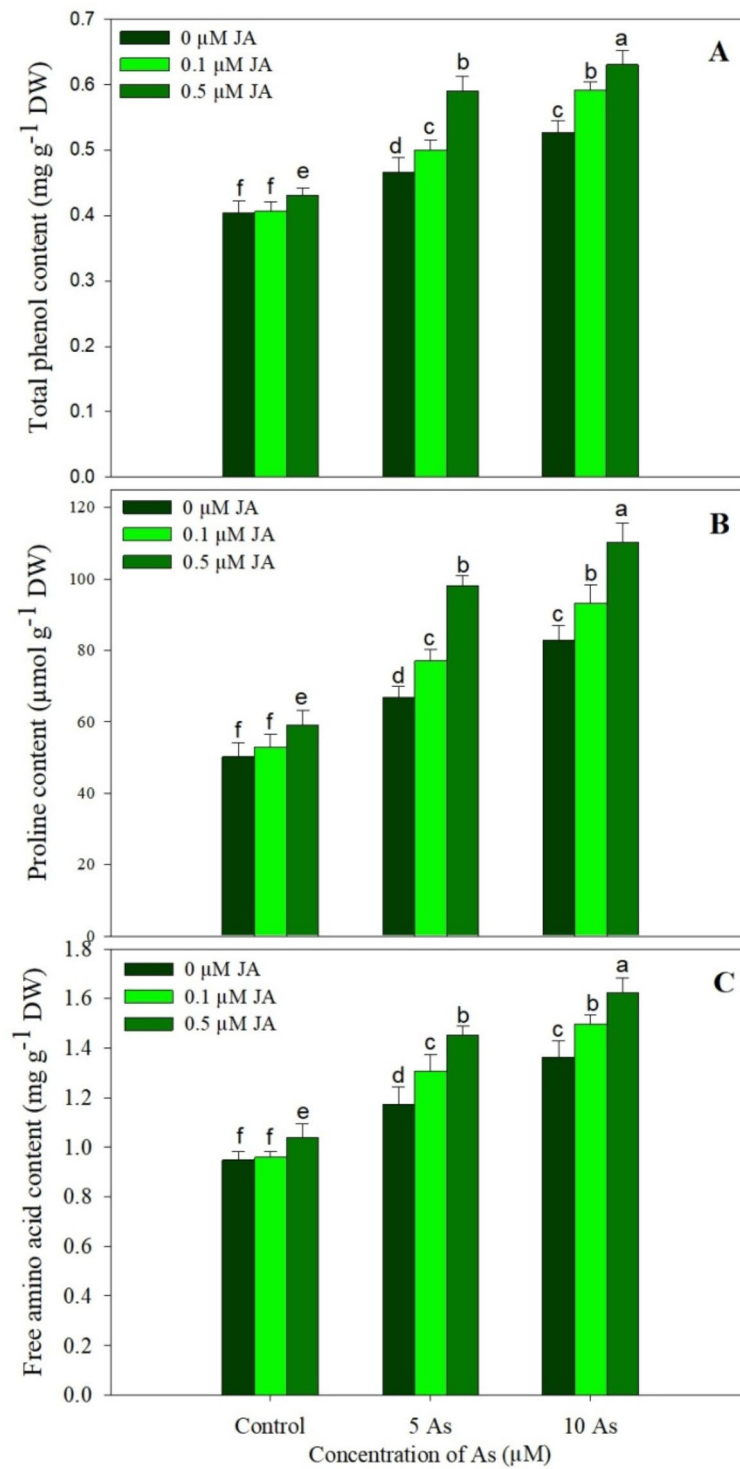 0.7
0 µM JA
0.1 µM JA
0.5 µM JA
A
0.6
0.5
0.4
0.3
0.2
0.1
0.0
Total phenol content (mg g-1 DW)
f f e
d c b
c b a
120
0 µM JA
0.1 µM JA
0.5 µM JA
B
100
80
60
40
20
0
Proline content (µmol g-1 DW)
f f e
d c b
c b a
1.8
0 µM JA
0.1 µM JA
0.5 µM JA
C
1.6
1.4
1.2
1.0
0.8
0.6
0.4
0.2
0.0
Free amino acid content (mg g-1 DW)
f f e
d c b
c b a
Control 5 As 10 As
Concentration of As (µM)